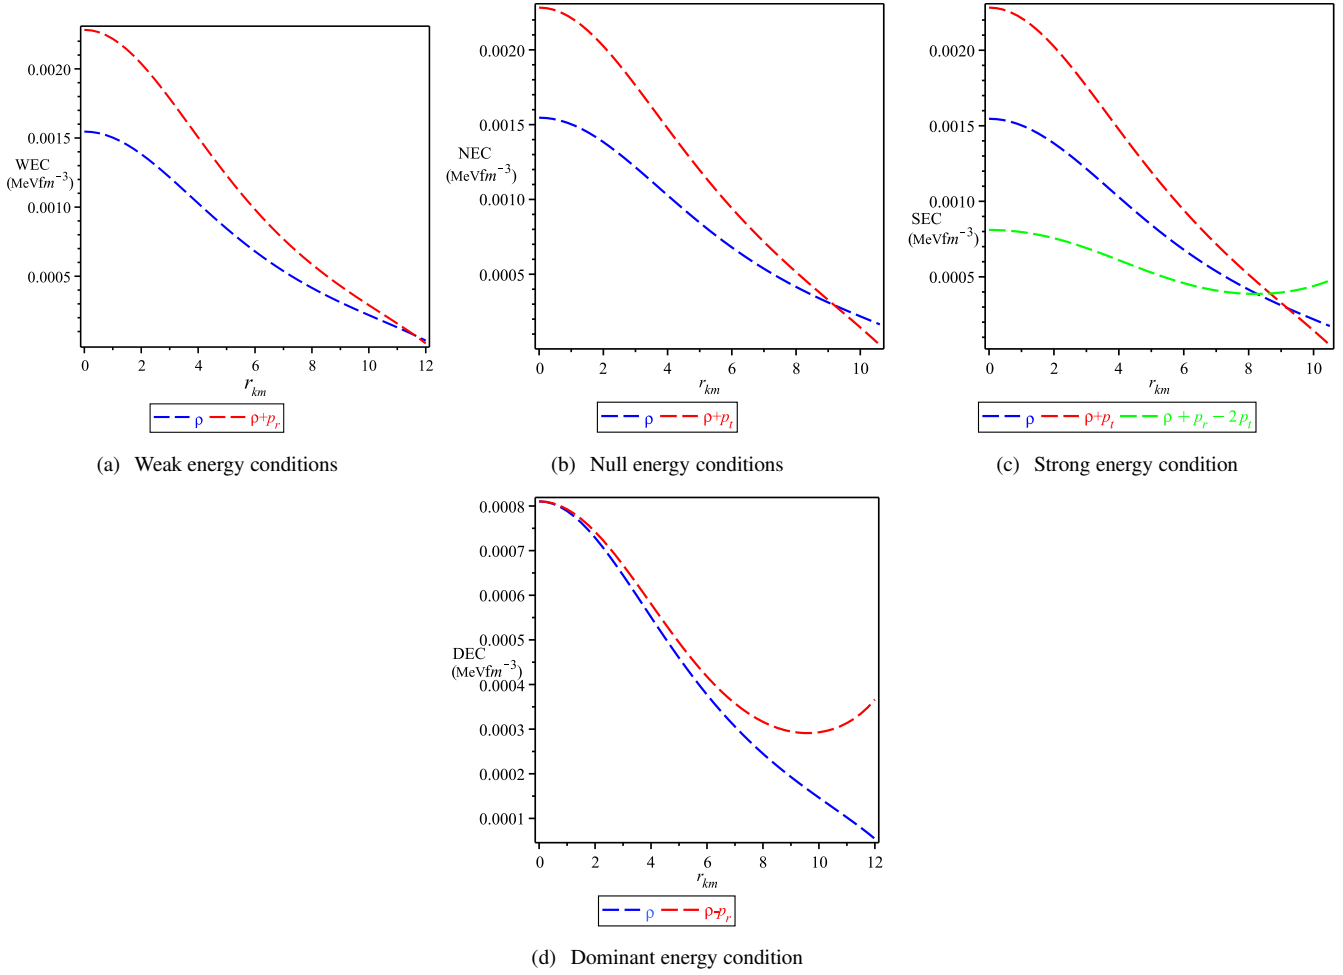 0.0020
0.0015
WEC
(MeVfm⁻³)
0.0010
0.0005
0 2 4 6 8 10 12
r_km
ρ ρ+p_r
(a) Weak energy conditions
0.0020
0.0015
NEC
(MeVfm⁻³)
0.0010
0.0005
0 2 4 6 8 10
r_km
ρ ρ+p_t
(b) Null energy conditions
0.0020
0.0015
0.0010
SEC
(MeVfm⁻³)
0.0005
0 2 4 6 8 10
r_km
ρ ρ+p_t ρ + p_r − 2 p_t
(c) Strong energy condition
0.0008
0.0007
0.0006
0.0005
DEC
(MeVfm⁻³)
0.0004
0.0003
0.0002
0.0001
0 2 4 6 8 10 12
r_km
ρ ρ-p_r
(d) Dominant energy condition